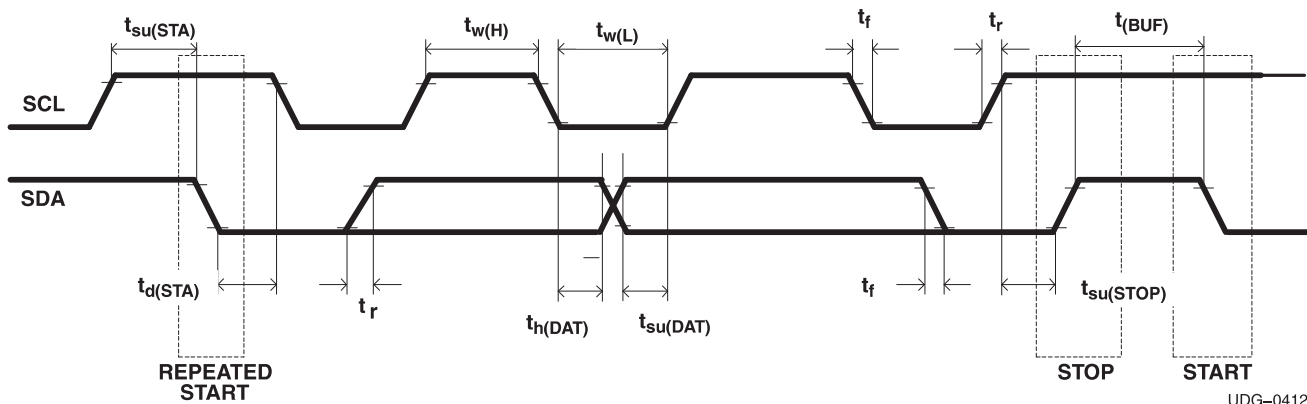 tsu(STA)
tw(H)
tw(L)
tf
tr
t(BUF)
SCL
SDA
td(STA)
tr
th(DAT)
tsu(DAT)
tf
tsu(STOP)
REPEATED
START
STOP
START
UDG–0412